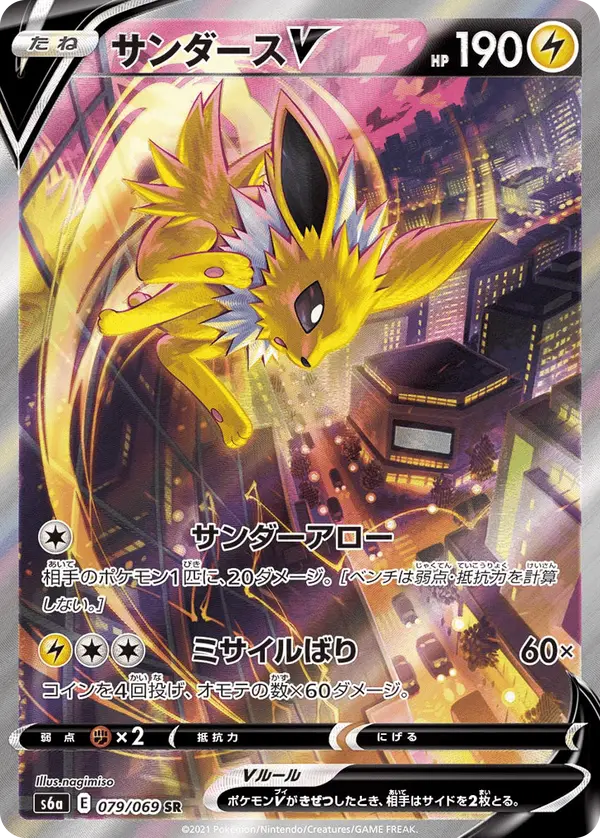 たね サンダースV HP 190
サンダーアロー
相手のポケモン1匹に、20ダメージ。[ベンチは弱点・抵抗力を計算
しない。]
ミサイルばり 60×
コインを4回投げ、オモテの数×60ダメージ。
弱点 ×2 抵抗力 にげる
Illus. nagimiso
Vルール
s6a E 079/069 SR
ポケモンVがきぜつしたとき、相手はサイドを2枚とる。
©2021 Pokémon/Nintendo/Creatures/GAME FREAK.